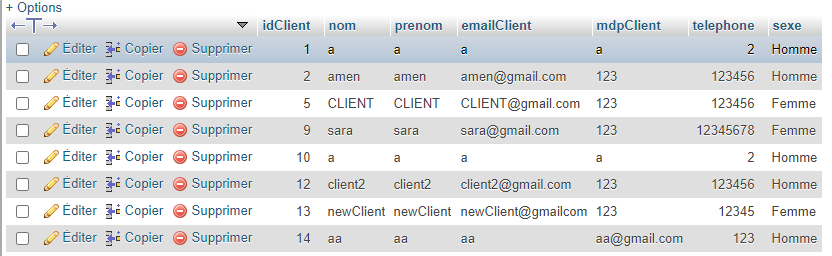 + Options
idClient nom prenom emailClient mdpClient telephone sexe
Éditer Copier Supprimer 1 a a a a 2 Homme
Éditer Copier Supprimer 2 amen amen amen@gmail.com 123 123456 Homme
Éditer Copier Supprimer 5 CLIENT CLIENT CLIENT@gmail.com 123 123456 Femme
Éditer Copier Supprimer 9 sara sara sara@gmail.com 123 12345678 Femme
Éditer Copier Supprimer 10 a a a a 2 Homme
Éditer Copier Supprimer 12 client2 client2 client2@gmail.com 123 123456 Homme
Éditer Copier Supprimer 13 newClient newClient newClient@gmailcom 123 12345 Femme
Éditer Copier Supprimer 14 aa aa aa aa@gmail.com 123 Homme